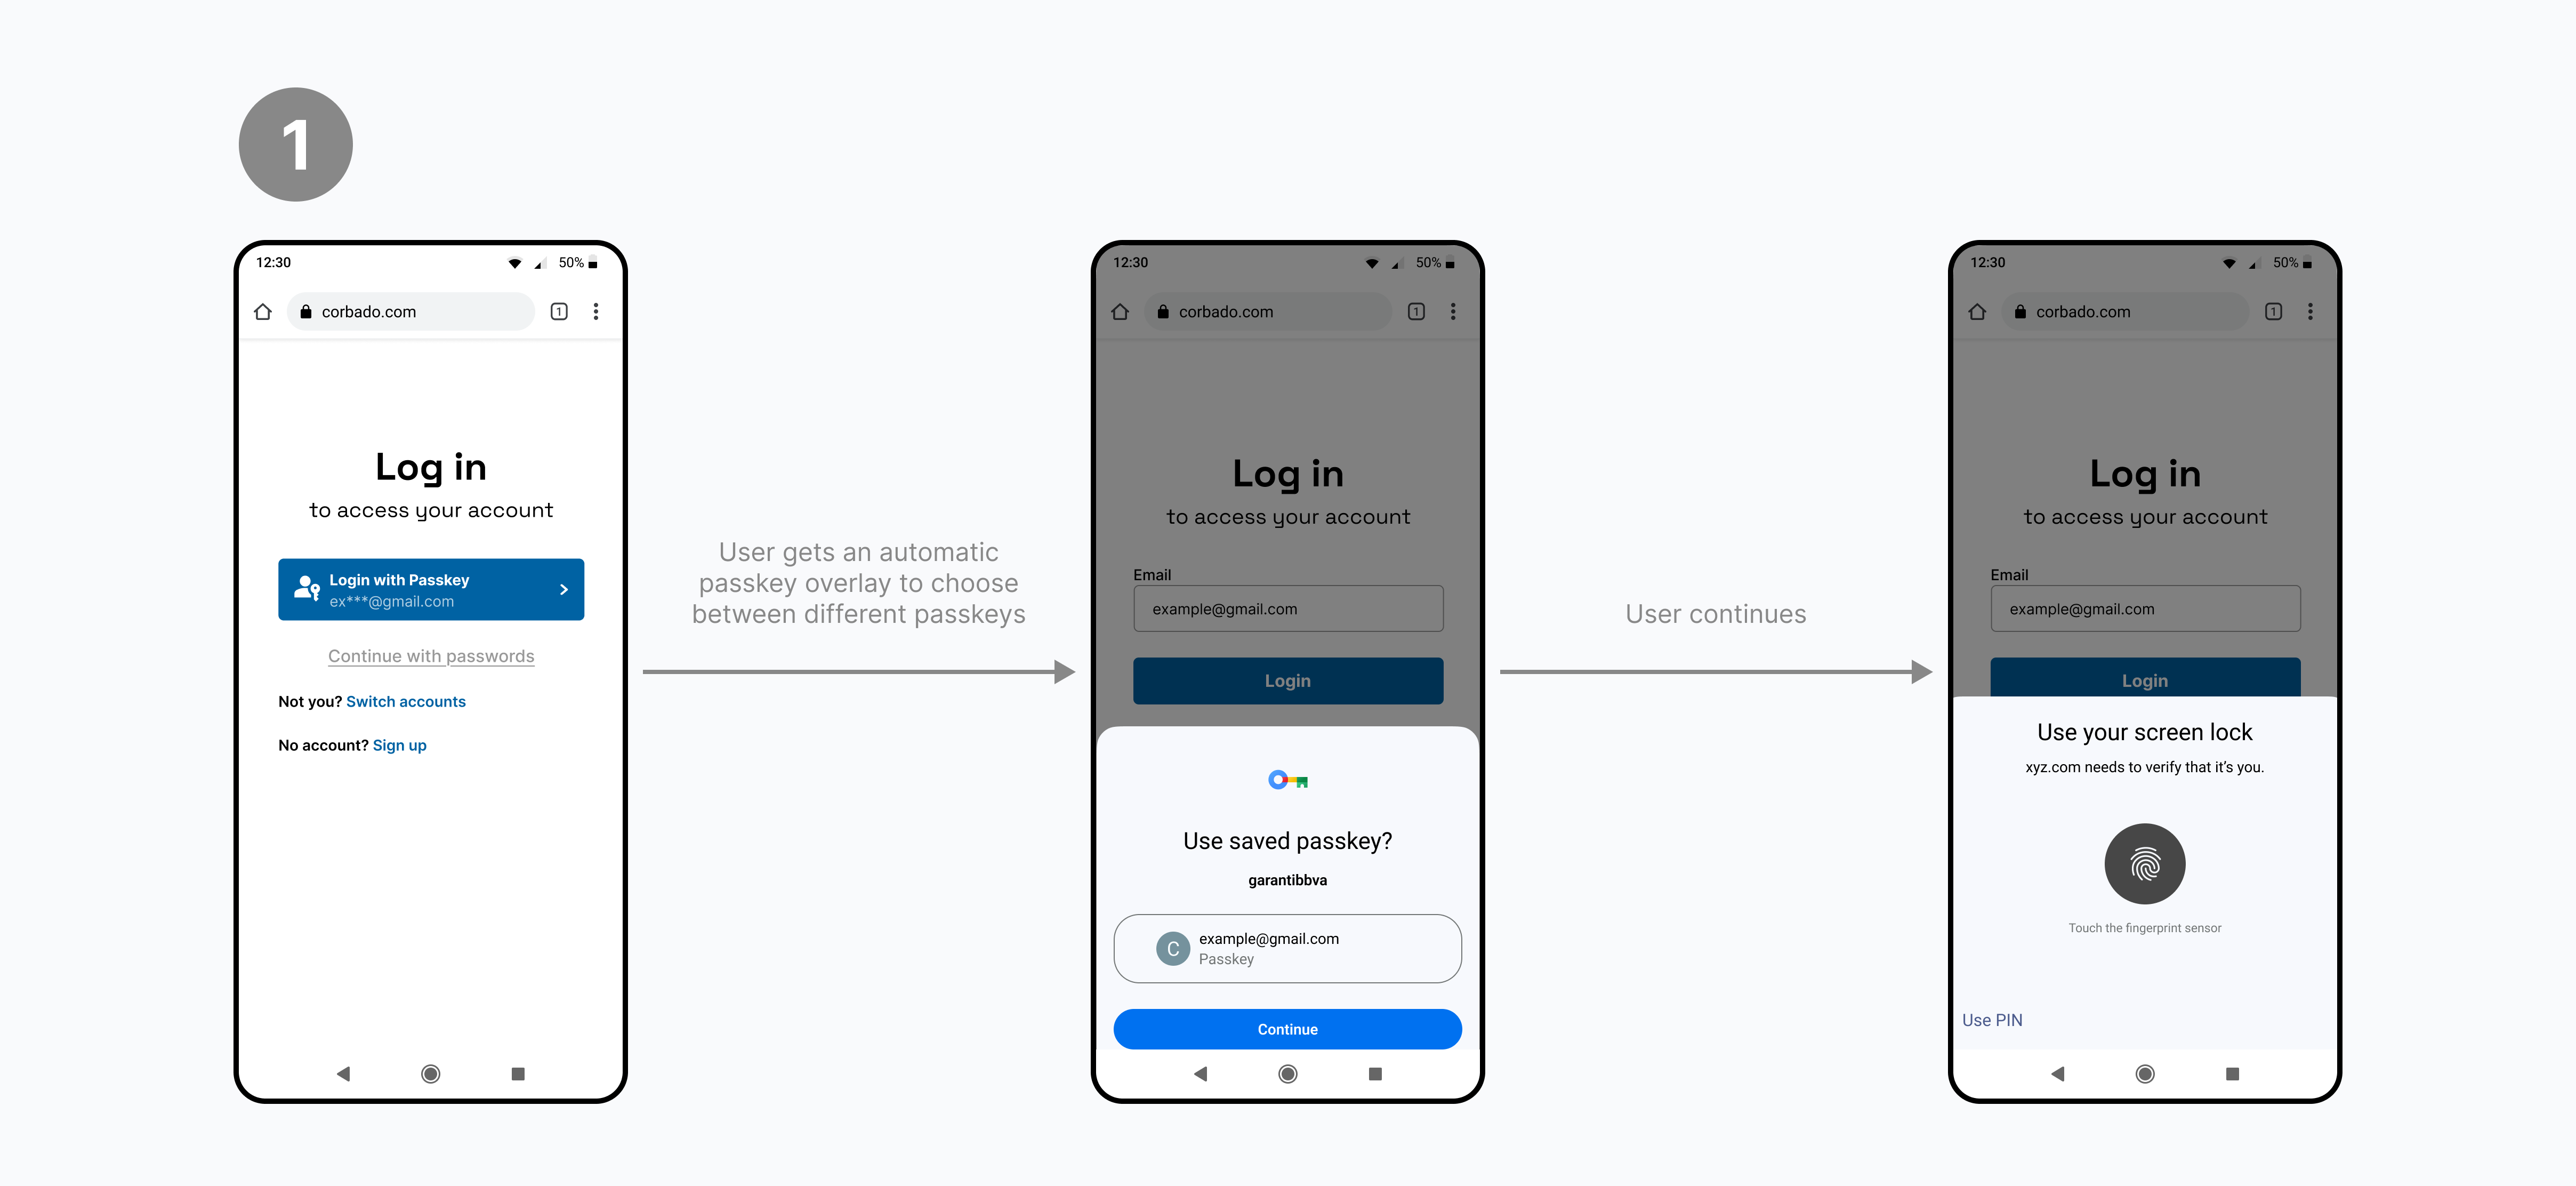 1
12:30
50%
corbado.com
1
Log in
to access your account
Login with Passkey
ex***@gmail.com
Continue with passwords
Not you? Switch accounts
No account? Sign up
User gets an automatic
passkey overlay to choose
between different passkeys
12:30
50%
corbado.com
1
Log in
to access your account
Email
example@gmail.com
Login
Use saved passkey?
garantibbva
C
example@gmail.com
Passkey
Continue
User continues
12:30
50%
corbado.com
1
Log in
to access your account
Email
example@gmail.com
Login
Use your screen lock
xyz.com needs to verify that it’s you.
Touch the fingerprint sensor
Use PIN